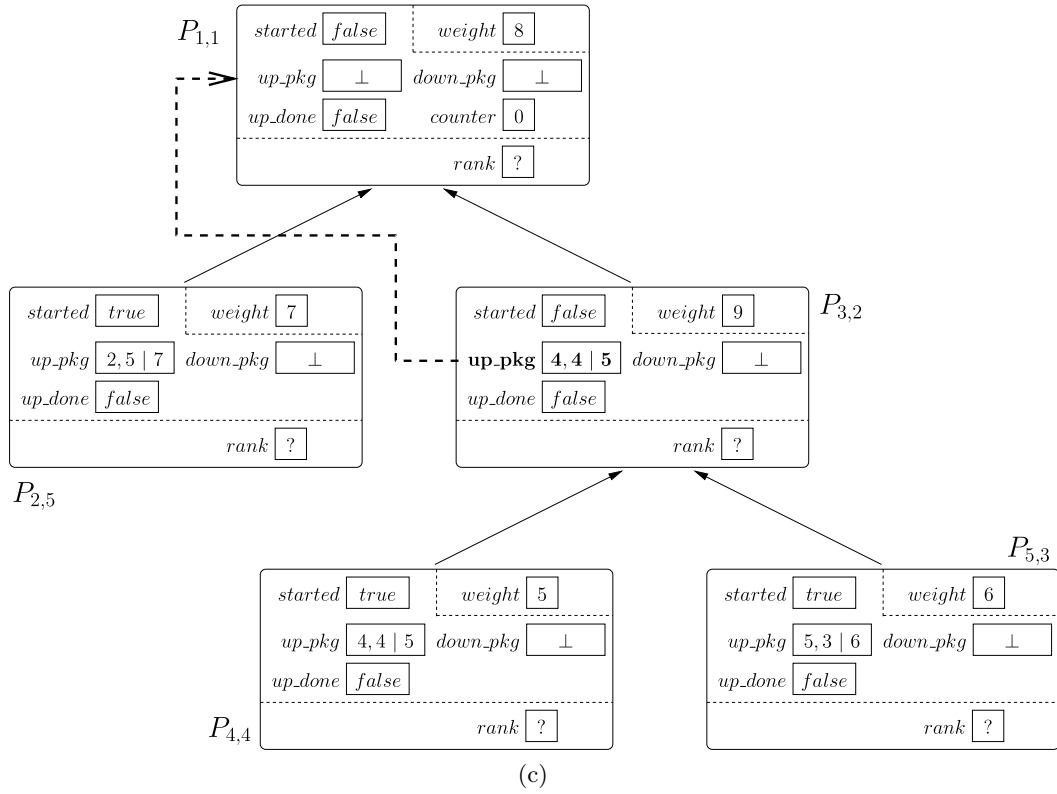 P1,1
started false weight 8
up_pkg ⊥ down_pkg ⊥
up_done false counter 0
rank ?
started true weight 7
up_pkg 2, 5 | 7 down_pkg ⊥
up_done false
rank ?
P2,5
started false weight 9
P3,2
up_pkg 4, 4 | 5 down_pkg ⊥
up_done false
rank ?
started true weight 5
up_pkg 4, 4 | 5 down_pkg ⊥
up_done false
rank ?
P4,4
P5,3
started true weight 6
up_pkg 5, 3 | 6 down_pkg ⊥
up_done false
rank ?
(c)